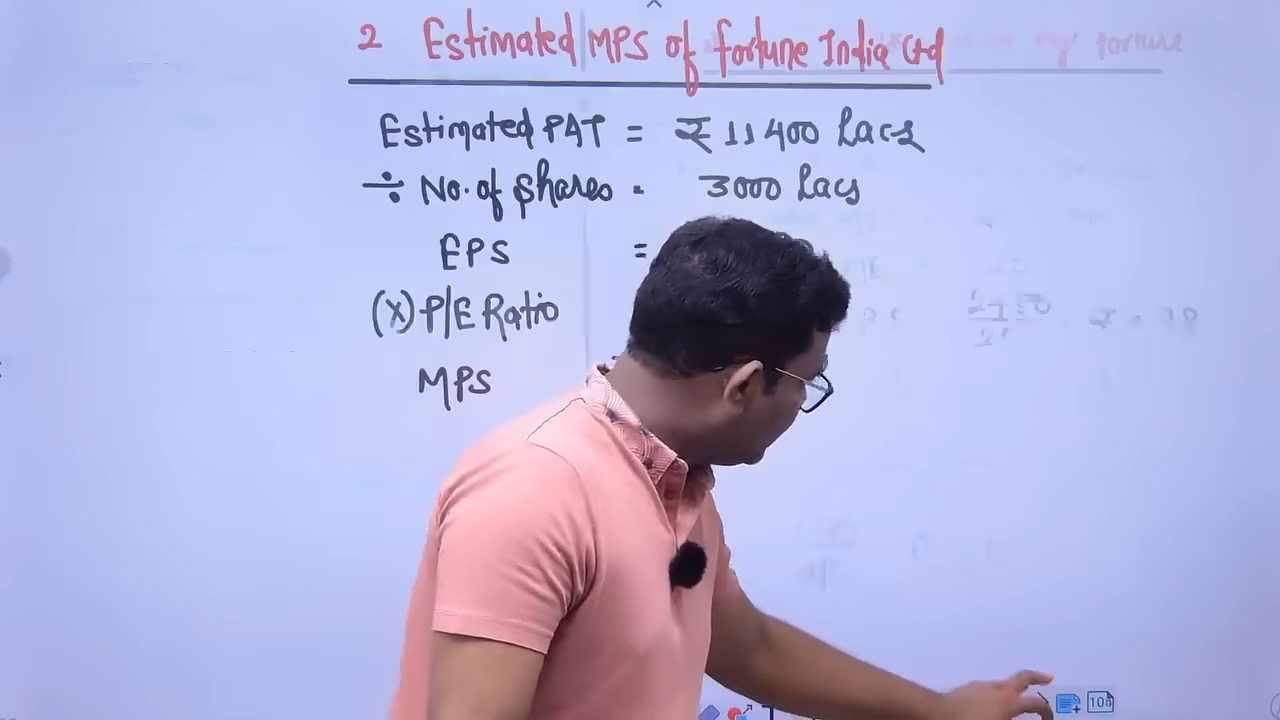 2 Estimated MPS of fortune India Ltd
Estimated PAT = ₹ 11400 Lacs
÷ No. of Shares = 3000 Lacs
EPS =
(x) P/E Ratio
MPS